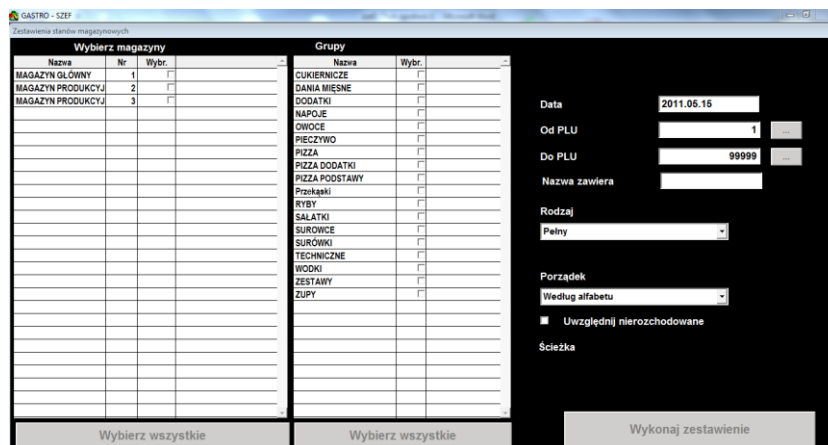 GASTRO - SZEF
Zestawienia stanów magazynowych
Wybierz magazyny
Nazwa Nr Wybr.
MAGAZYN GŁÓWNY 1
MAGAZYN PRODUKCYJ 2
MAGAZYN PRODUKCYJ 3
Wybierz wszystkie
Grupy
Nazwa Wybr.
CUKIERNICZE
DANIA MIĘSNE
DODATKI
NAPOJE
OWOCE
PIECZYWO
PIZZA
PIZZA DODATKI
PIZZA PODSTAWY
Przekąski
RYBY
SAŁATKI
SUROWCE
SURÓWKI
TECHNICZNE
WODKI
ZESTAWY
ZUPY
Wybierz wszystkie
Data 2011.05.15
Od PLU 1 ...
Do PLU 99999 ...
Nazwa zawiera
Rodzaj
Pełny
Porządek
Według alfabetu
Uwzględnij nierozchodowane
Ścieżka
Wykonaj zestawienie